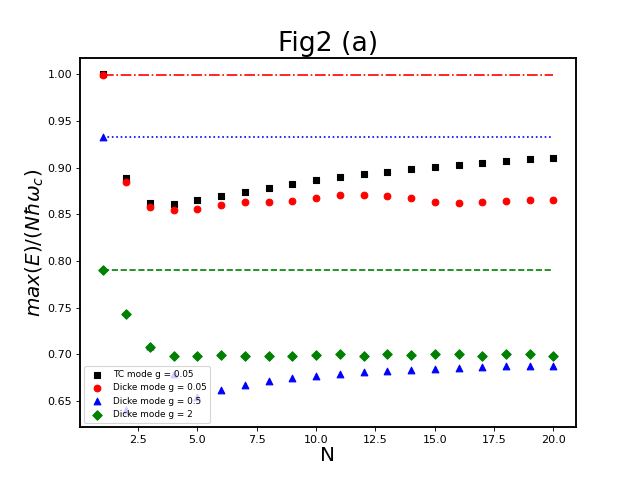 Fig2 (a)
max(E)/(Nℏω_c)
1.00
0.95
0.90
0.85
0.80
0.75
0.70
0.65
TC mode g = 0.05
Dicke mode g = 0.05
Dicke mode g = 0.5
Dicke mode g = 2
2.5 5.0 7.5 10.0 12.5 15.0 17.5 20.0
N